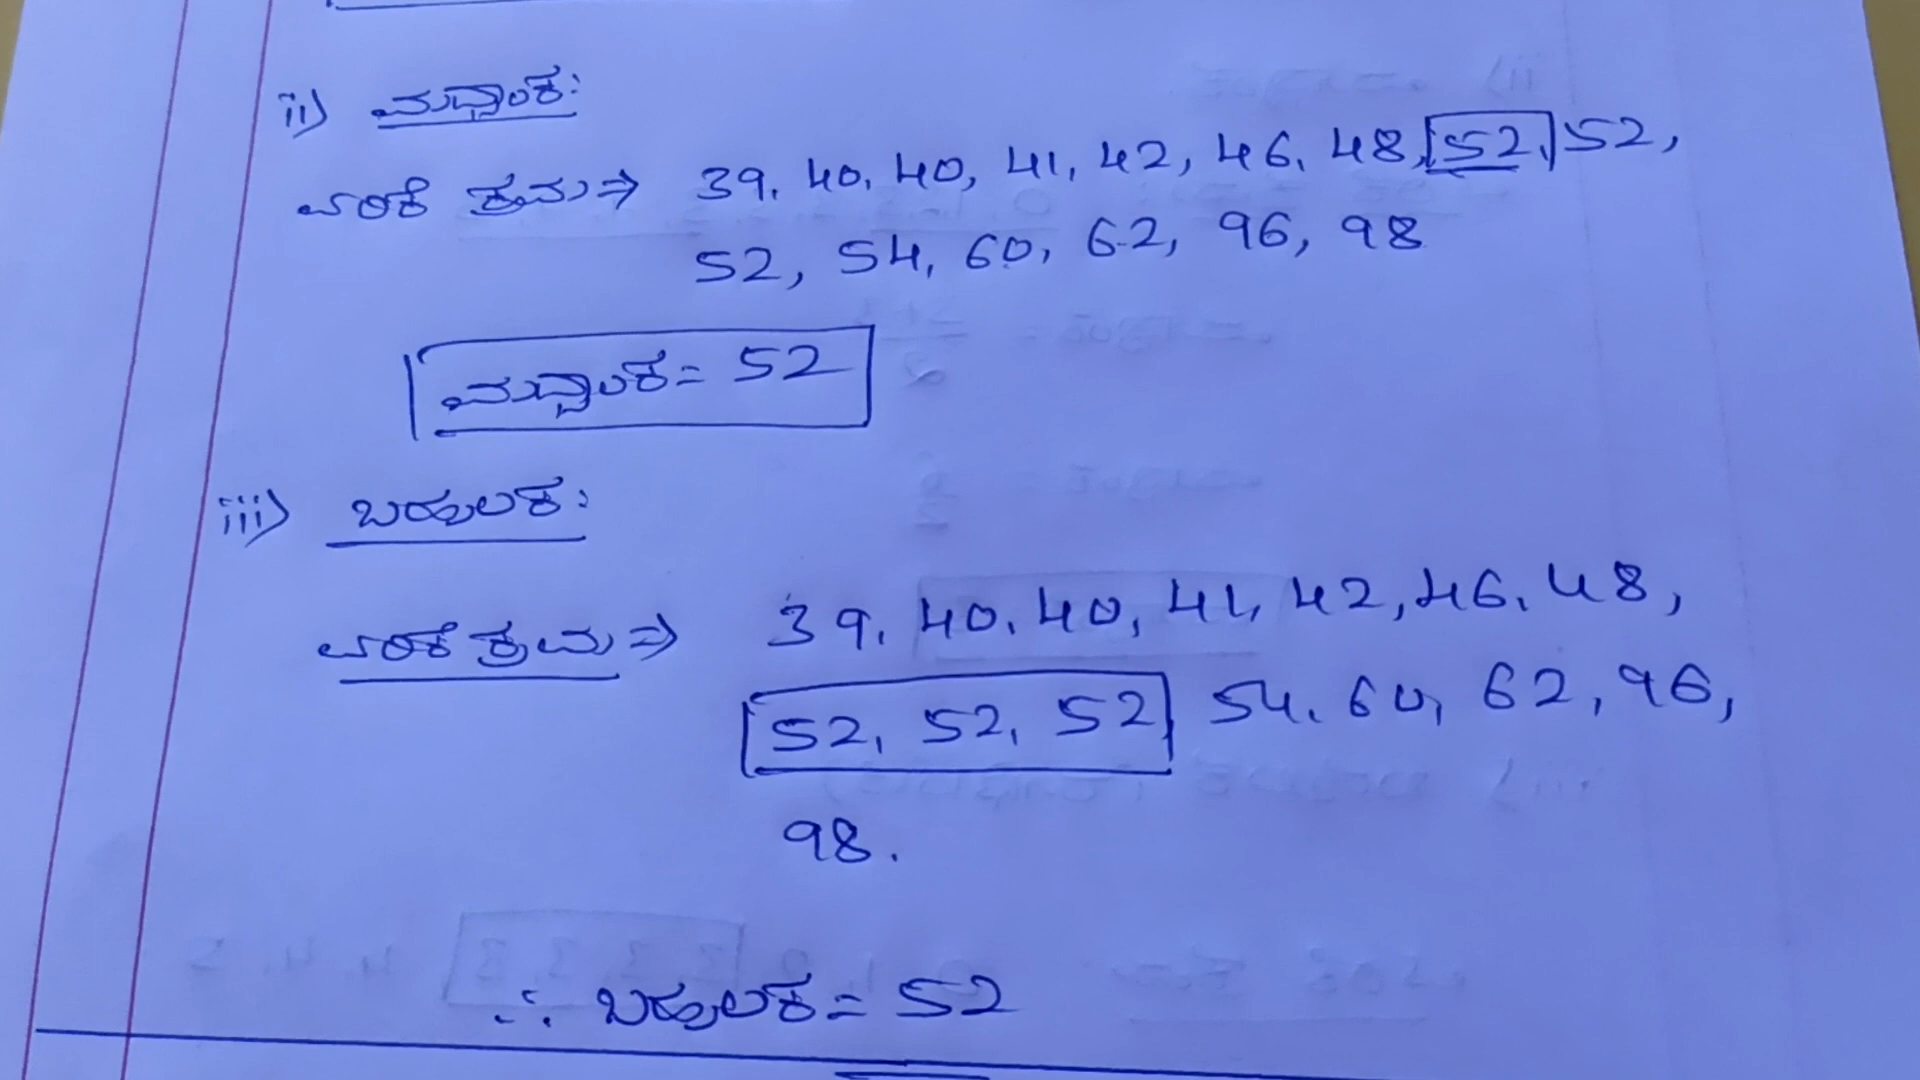 ii) ಮಧ್ಯಾಂಕ:
ಏರಿಕೆ ಕ್ರಮ ⇒ 39, 40, 40, 41, 42, 46, 48, 52, 52,
52, 54, 60, 62, 96, 98
ಮಧ್ಯಾಂಕ = 52
iii) ಬಹುಲಕ:
ಏರಿಕೆ ಕ್ರಮ ⇒ 39, 40, 40, 41, 42, 46, 48,
52, 52, 52, 54, 60, 62, 96,
98.
∴ ಬಹುಲಕ = 52